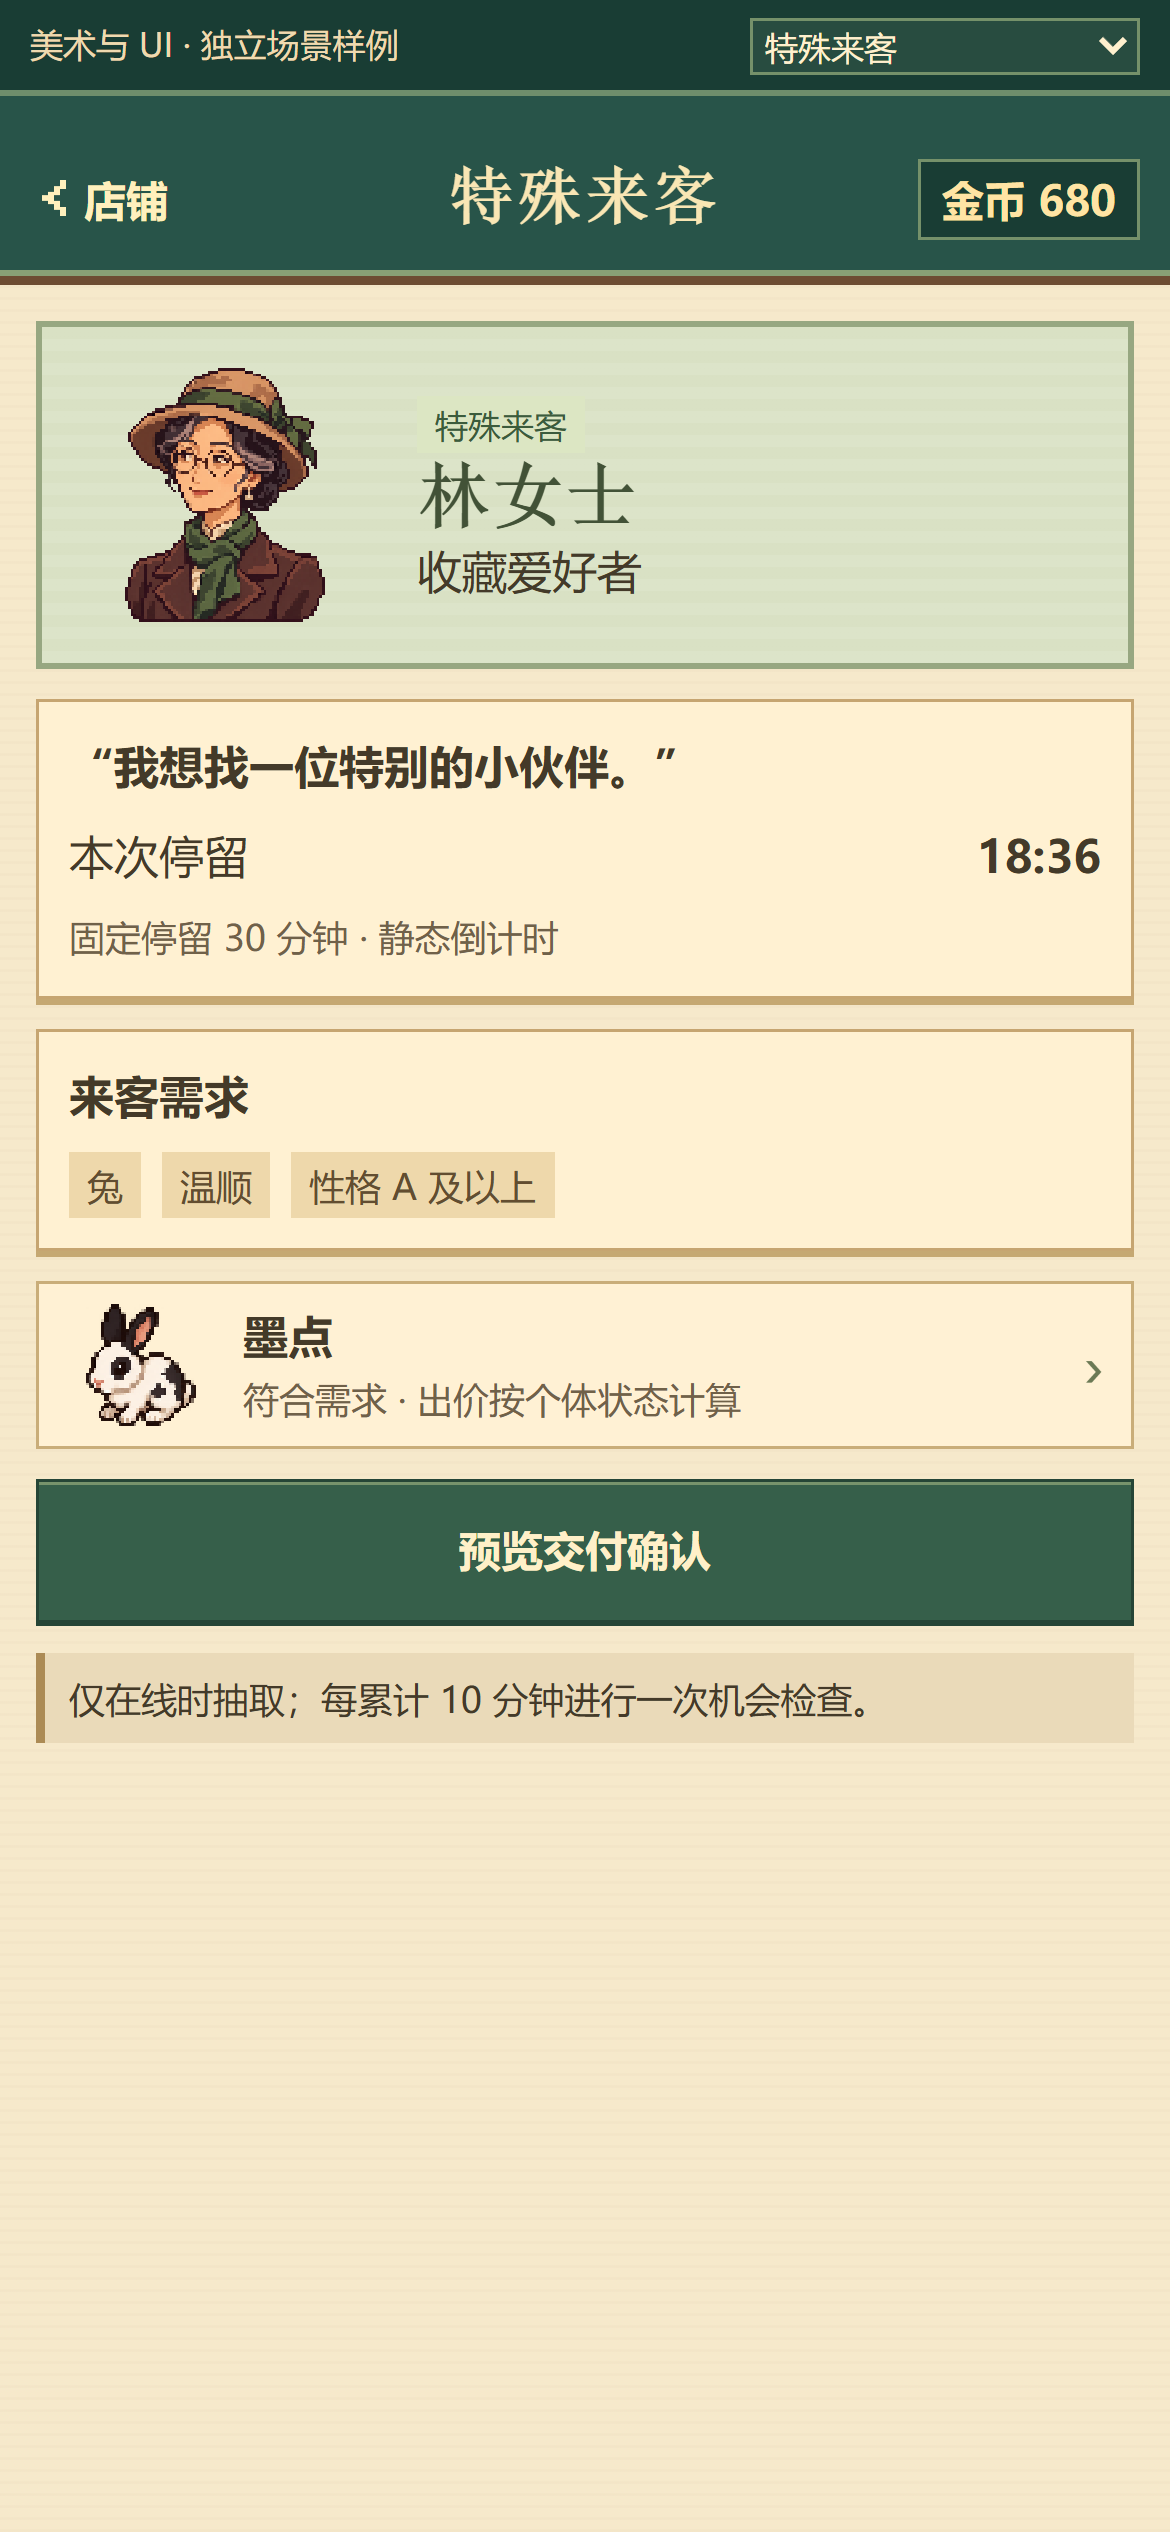 美术与 UI · 独立场景样例
特殊来客
店铺
特殊来客
金币 680
特殊来客
林女士
收藏爱好者
“我想找一位特别的小伙伴。”
本次停留
18:36
固定停留 30 分钟 · 静态倒计时
来客需求
兔
温顺
性格 A 及以上
墨点
符合需求 · 出价按个体状态计算
预览交付确认
仅在线时抽取；每累计 10 分钟进行一次机会检查。